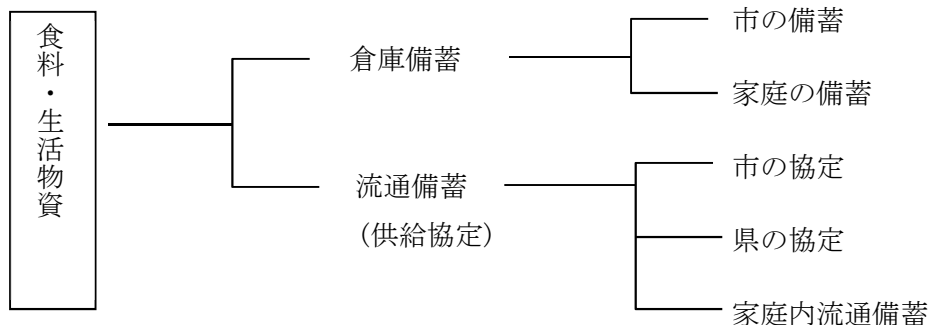 食料・生活物資
倉庫備蓄
市の備蓄
家庭の備蓄
流通備蓄
（供給協定）
市の協定
県の協定
家庭内流通備蓄